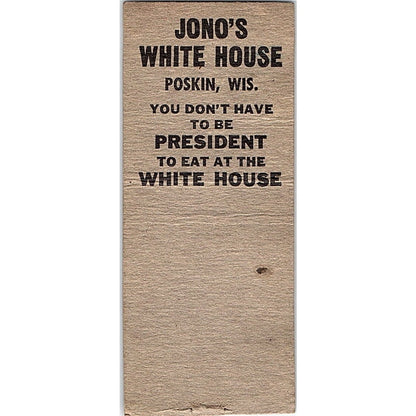 JONO'S
WHITE HOUSE
POSKIN, WIS.
YOU DON'T HAVE
TO BE
PRESIDENT
TO EAT AT THE
WHITE HOUSE